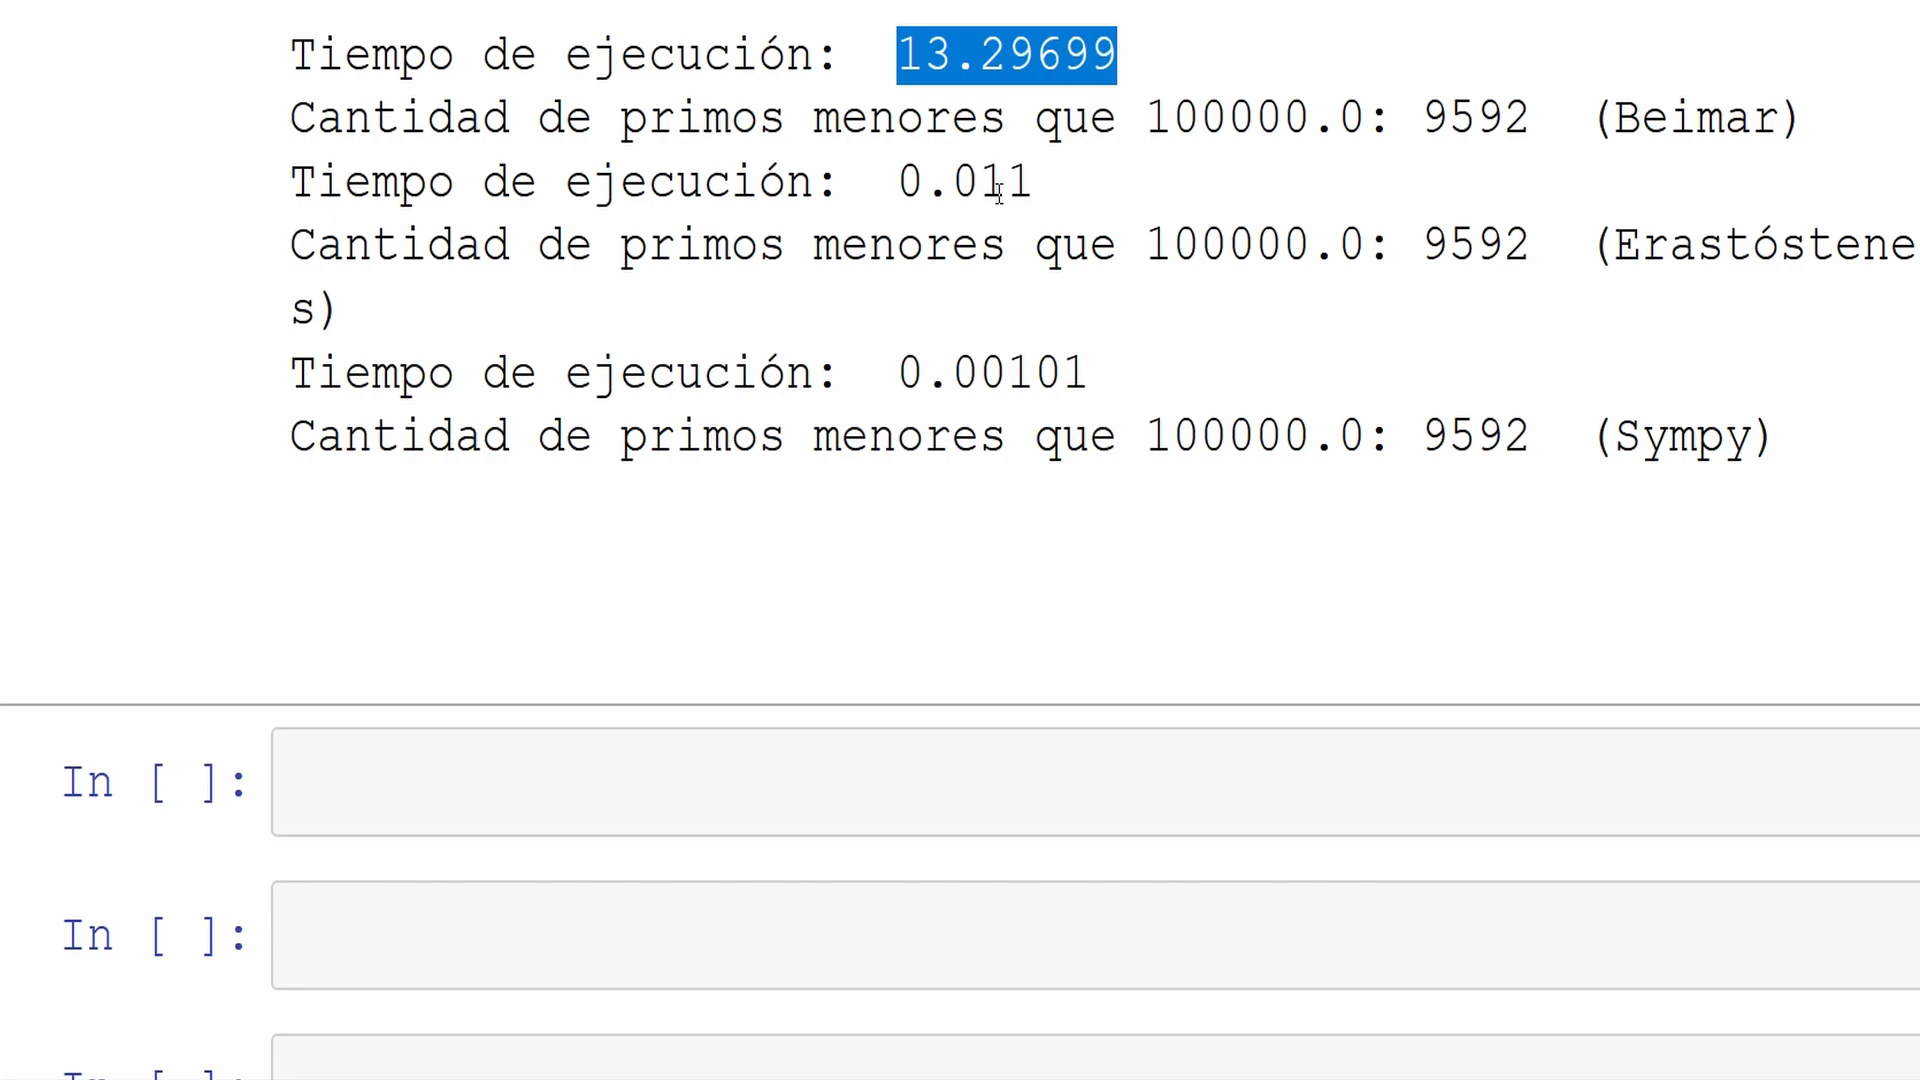 Tiempo de ejecución: 13.29699
Cantidad de primos menores que 100000.0: 9592 (Beimar)
Tiempo de ejecución: 0.011
Cantidad de primos menores que 100000.0: 9592 (Erastóstene
s)
Tiempo de ejecución: 0.00101
Cantidad de primos menores que 100000.0: 9592 (Sympy)
In [ ]:
In [ ]:
In [ ]: